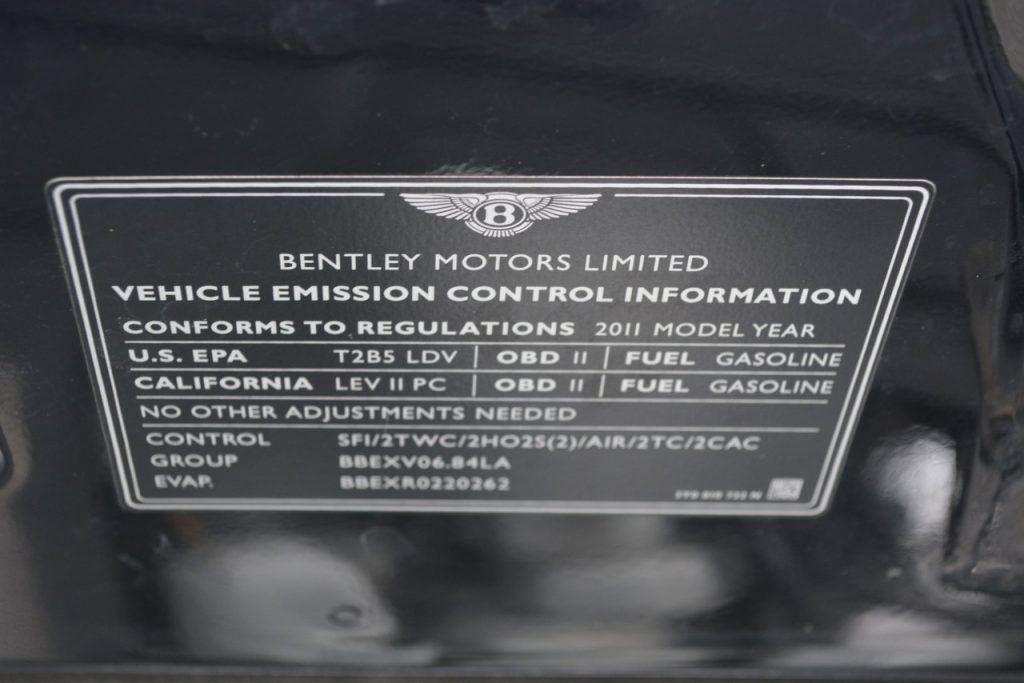 B
BENTLEY MOTORS LIMITED
VEHICLE EMISSION CONTROL INFORMATION
CONFORMS TO REGULATIONS 2011 MODEL YEAR
U.S. EPA T2B5 LDV | OBD II | FUEL GASOLINE
CALIFORNIA LEV II PC | OBD II | FUEL GASOLINE
NO OTHER ADJUSTMENTS NEEDED
CONTROL SFI/2TWC/2HO2S(2)/AIR/2TC/2CAC
GROUP BBEXV06.84LA
EVAP. BBEXR0220262